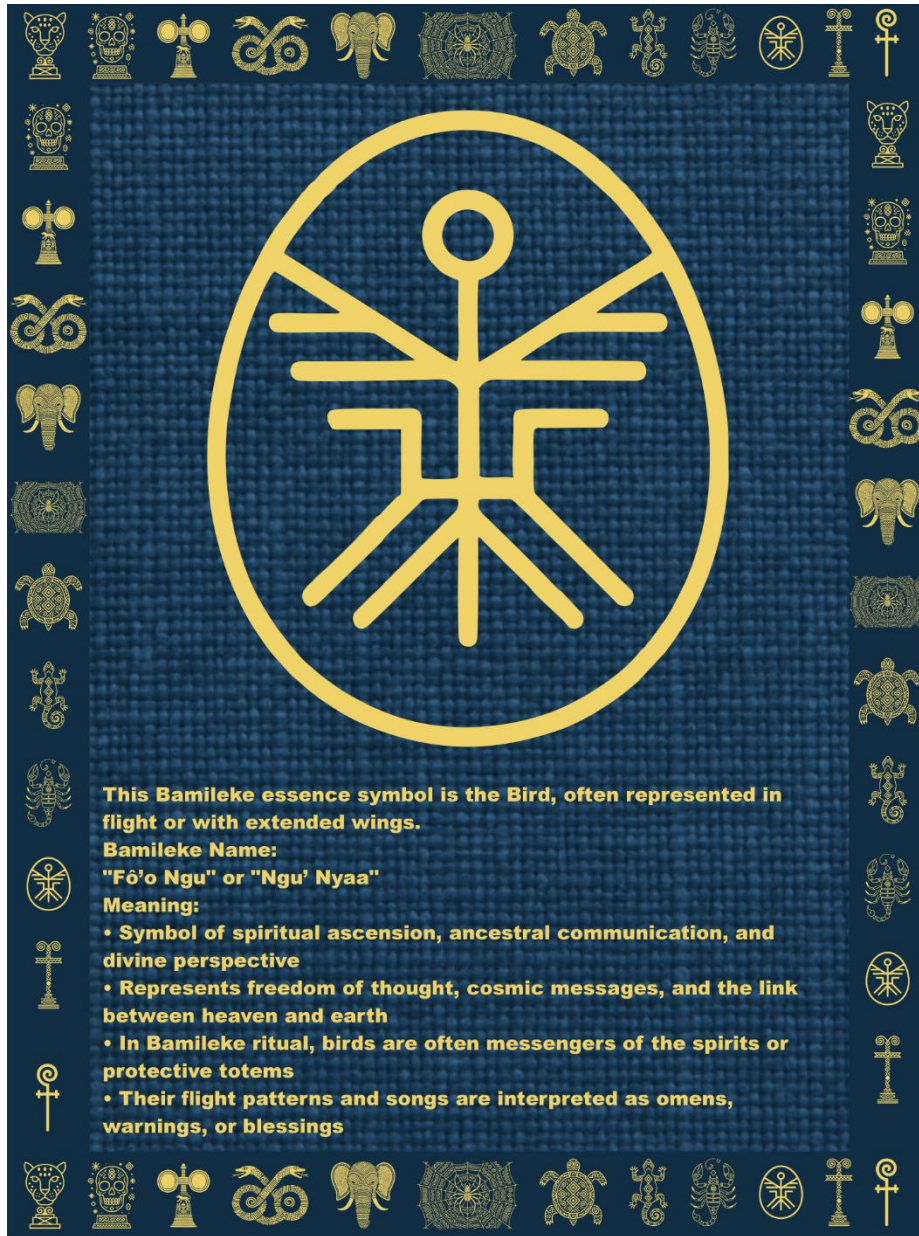 This Bamileke essence symbol is the Bird, often represented in
flight or with extended wings.
Bamileke Name:
"Fô’o Ngu" or "Ngu’ Nyaa"
Meaning:
• Symbol of spiritual ascension, ancestral communication, and
divine perspective
• Represents freedom of thought, cosmic messages, and the link
between heaven and earth
• In Bamileke ritual, birds are often messengers of the spirits or
protective totems
• Their flight patterns and songs are interpreted as omens,
warnings, or blessings